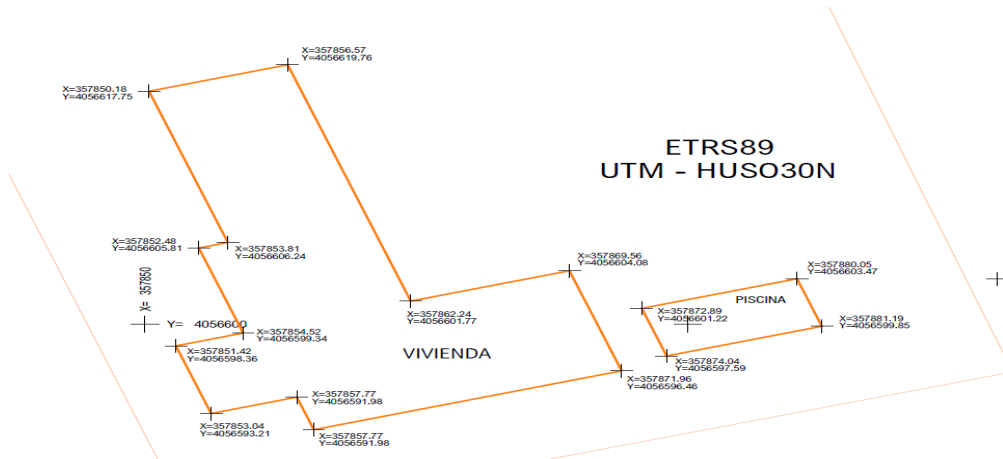 X=357856.57
Y=4056619.76
X=357850.18
Y=4056617.75
ETRS89
UTM - HUSO30N
X=357852.48
Y=4056605.81
X=357853.81
Y=4056606.24
X=357869.56
Y=4056604.08
X=357880.05
Y=4056603.47
X= 357850
PISCINA
X=357862.24
Y=4056601.77
X=357872.89
Y=4056601.22
Y= 4056600
X=357881.19
Y=4056599.85
X=357854.52
Y=4056599.34
X=357851.42
Y=4056598.36
VIVIENDA
X=357874.04
Y=4056597.59
X=357871.96
Y=4056596.46
X=357857.77
Y=4056591.98
X=357853.04
Y=4056593.21
X=357857.77
Y=4056591.98